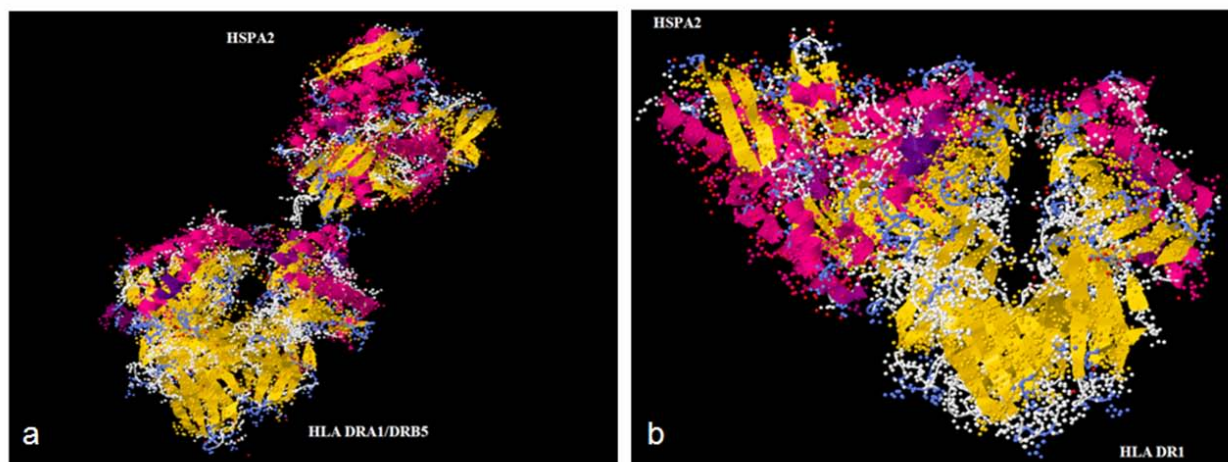 HSPA2
HLA DRA1/DRB5
a
HSPA2
HLA DR1
b